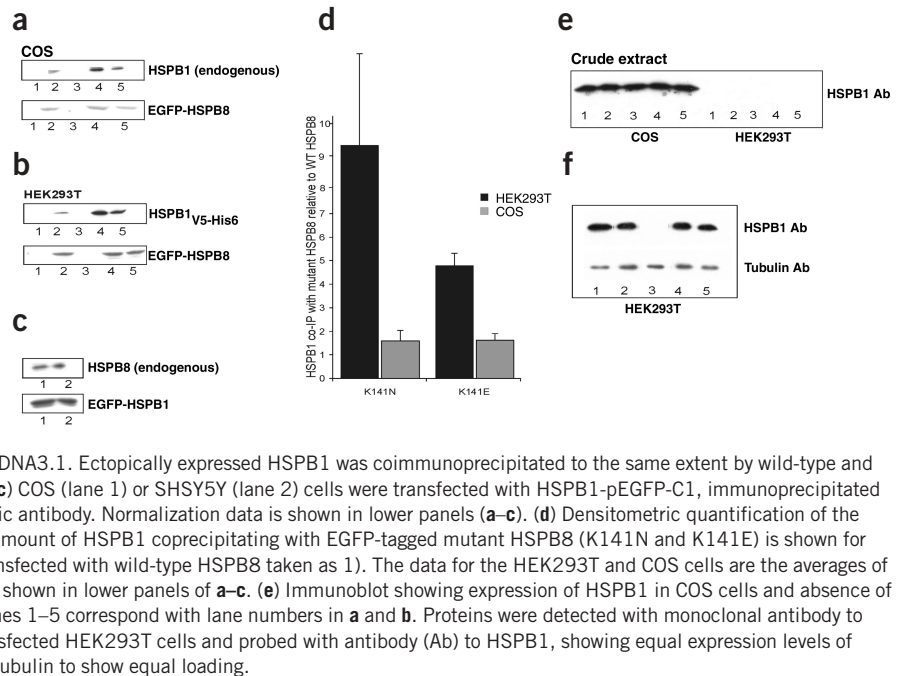 a
COS
HSPB1 (endogenous)
1 2 3 4 5
EGFP-HSPB8
1 2 3 4 5
b
HEK293T
HSPB1V5-His6
1 2 3 4 5
EGFP-HSPB8
1 2 3 4 5
c
HSPB8 (endogenous)
1 2
EGFP-HSPB1
1 2
d
HSPB1 co-IP with mutant HSPB8 relative to WT HSPB8
10
9
8
7
6
5
4
3
2
1
0
HEK293T
COS
K141N K141E
e
Crude extract
HSPB1 Ab
1 2 3 4 5 1 2 3 4 5
COS HEK293T
f
HSPB1 Ab
Tubulin Ab
1 2 3 4 5
HEK293T
DNA3.1. Ectopically expressed HSPB1 was coimmunoprecipitated to the same extent by wild-type and
c) COS (lane 1) or SHSY5Y (lane 2) cells were transfected with HSPB1-pEGFP-C1, immunoprecipitated
ic antibody. Normalization data is shown in lower panels (a–c). (d) Densitometric quantification of the
mount of HSPB1 coprecipitating with EGFP-tagged mutant HSPB8 (K141N and K141E) is shown for
nsfected with wild-type HSPB8 taken as 1). The data for the HEK293T and COS cells are the averages of
shown in lower panels of a–c. (e) Immunoblot showing expression of HSPB1 in COS cells and absence of
nes 1–5 correspond with lane numbers in a and b. Proteins were detected with monoclonal antibody to
sfected HEK293T cells and probed with antibody (Ab) to HSPB1, showing equal expression levels of
tubulin to show equal loading.